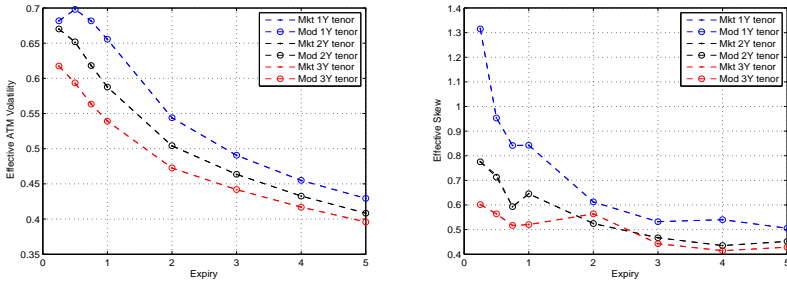 0.7
0.65
0.6
0.55
0.5
0.45
0.4
0.35
Effective ATM Volatility
0 1 2 3 4 5
Expiry
Mkt 1Y tenor
Mod 1Y tenor
Mkt 2Y tenor
Mod 2Y tenor
Mkt 3Y tenor
Mod 3Y tenor
1.4
1.3
1.2
1.1
1
0.9
0.8
0.7
0.6
0.5
0.4
Effective Skew
0 1 2 3 4 5
Expiry
Mkt 1Y tenor
Mod 1Y tenor
Mkt 2Y tenor
Mod 2Y tenor
Mkt 3Y tenor
Mod 3Y tenor